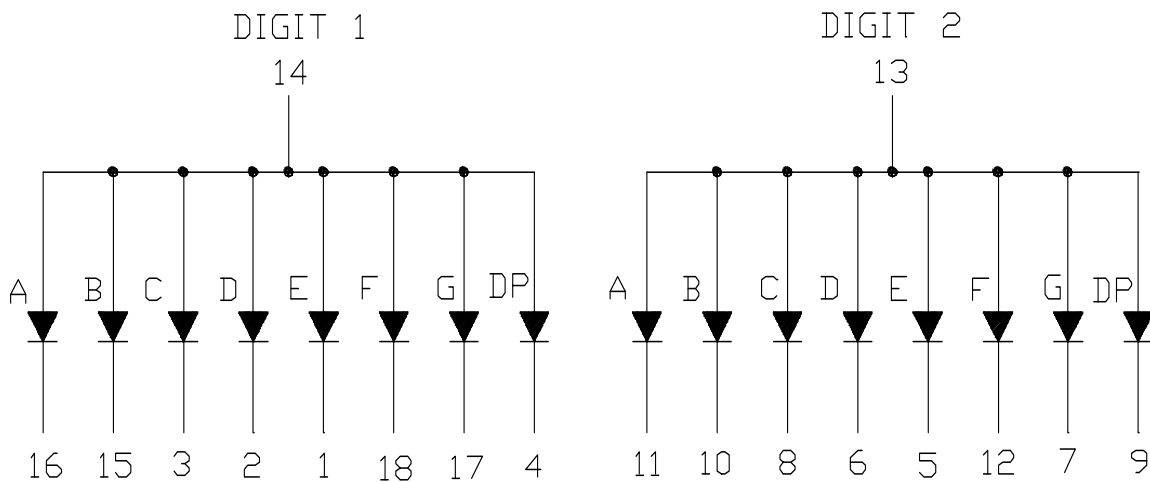 DIGIT 1 DIGIT 2
14 13
A B C D E F G DP A B C D E F G DP
16 15 3 2 1 18 17 4 11 10 8 6 5 12 7 9